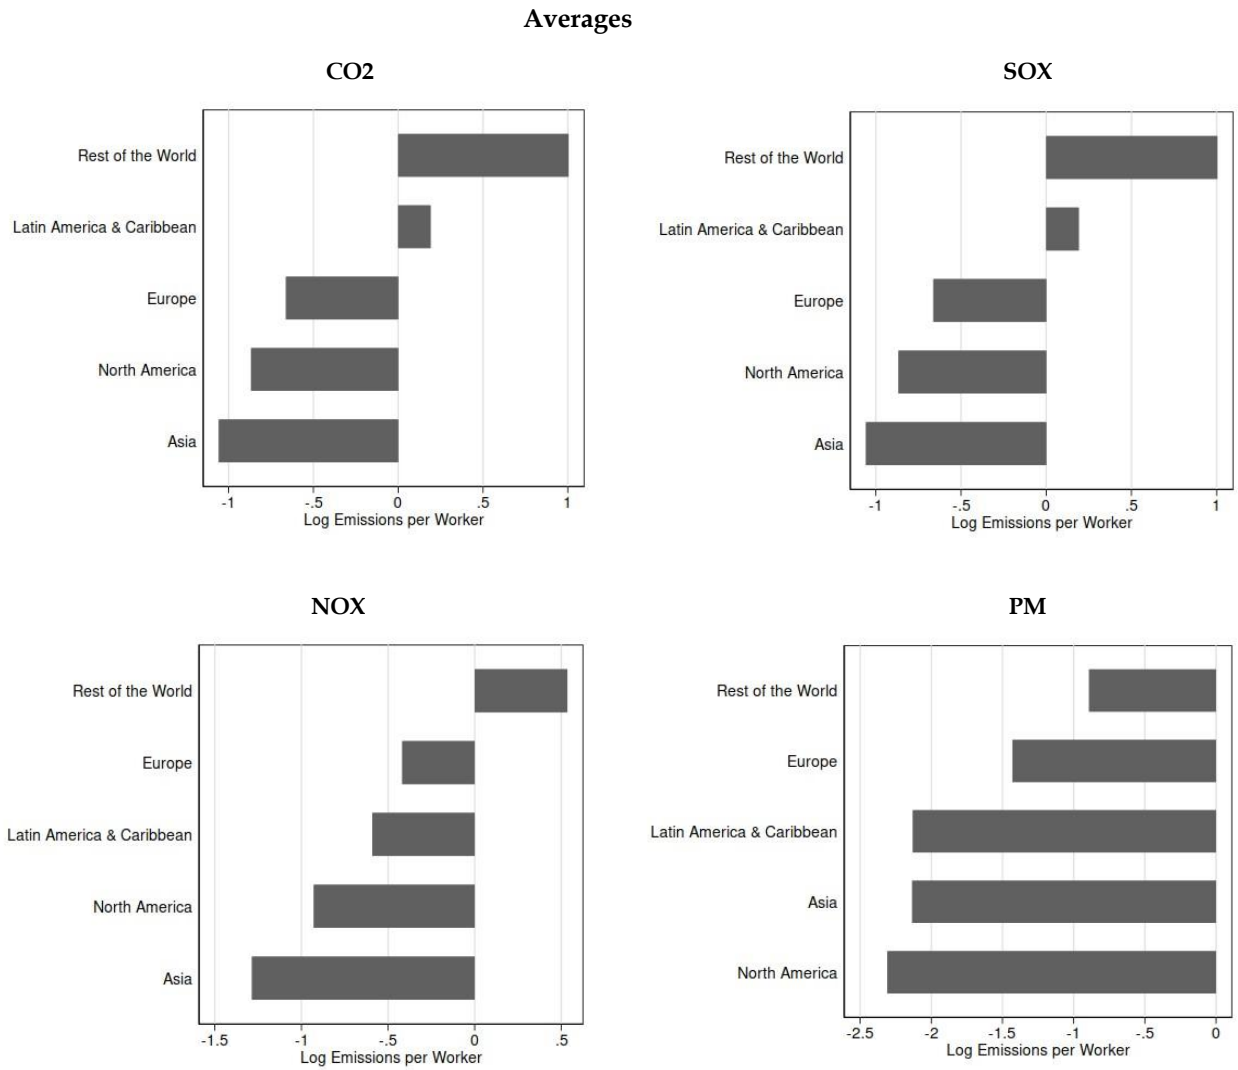 Averages
CO2
Rest of the World
Latin America & Caribbean
Europe
North America
Asia
-1 -.5 0 .5 1
Log Emissions per Worker
SOX
Rest of the World
Latin America & Caribbean
Europe
North America
Asia
-1 -.5 0 .5 1
Log Emissions per Worker
NOX
Rest of the World
Europe
Latin America & Caribbean
North America
Asia
-1.5 -1 -.5 0 .5
Log Emissions per Worker
PM
Rest of the World
Europe
Latin America & Caribbean
Asia
North America
-2.5 -2 -1.5 -1 -.5 0
Log Emissions per Worker